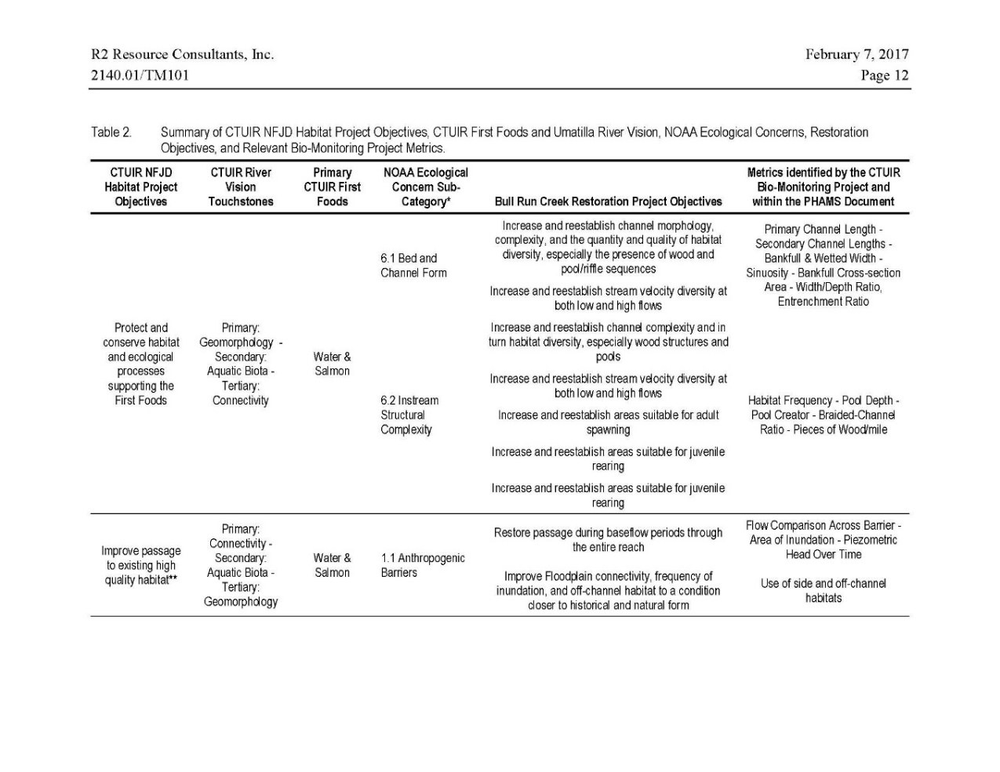 R2 Resource Consultants, Inc.
February 7, 2017
2140.01/TM101
Page 12
Table 2. Summary of CTUIR NFJD Habitat Project Objectives, CTUIR First Foods and Umatilla River Vision, NOAA Ecological Concerns, Restoration
Objectives, and Relevant Bio-Monitoring Project Metrics.
CTUIR NFJD
Habitat Project
Objectives
CTUIR River
Vision
Touchstones
Primary
CTUIR First
Foods
NOAA Ecological
Concern Sub-
Category*
Bull Run Creek Restoration Project Objectives
Metrics identified by the CTUIR
Bio-Monitoring Project and
within the PHAMS Document
Protect and
conserve habitat
and ecological
processes
supporting the
First Foods
Primary:
Geomorphology -
Secondary:
Aquatic Biota -
Tertiary:
Connectivity
Water &
Salmon
6.1 Bed and
Channel Form
Increase and reestablish channel morphology,
complexity, and the quantity and quality of habitat
diversity, especially the presence of wood and
pool/riffle sequences
Increase and reestablish stream velocity diversity at
both low and high flows
Primary Channel Length -
Secondary Channel Lengths -
Bankfull & Wetted Width -
Sinuosity - Bankfull Cross-section
Area - Width/Depth Ratio,
Entrenchment Ratio
6.2 Instream
Structural
Complexity
Increase and reestablish channel complexity and in
turn habitat diversity, especially wood structures and
pools
Increase and reestablish stream velocity diversity at
both low and high flows
Increase and reestablish areas suitable for adult
spawning
Increase and reestablish areas suitable for juvenile
rearing
Increase and reestablish areas suitable for juvenile
rearing
Habitat Frequency - Pool Depth -
Pool Creator - Braided-Channel
Ratio - Pieces of Wood/mile
Improve passage
to existing high
quality habitat**
Primary:
Connectivity -
Secondary:
Aquatic Biota -
Tertiary:
Geomorphology
Water &
Salmon
1.1 Anthropogenic
Barriers
Restore passage during baseflow periods through
the entire reach
Improve Floodplain connectivity, frequency of
inundation, and off-channel habitat to a condition
closer to historical and natural form
Flow Comparison Across Barrier -
Area of Inundation - Piezometric
Head Over Time
Use of side and off-channel
habitats